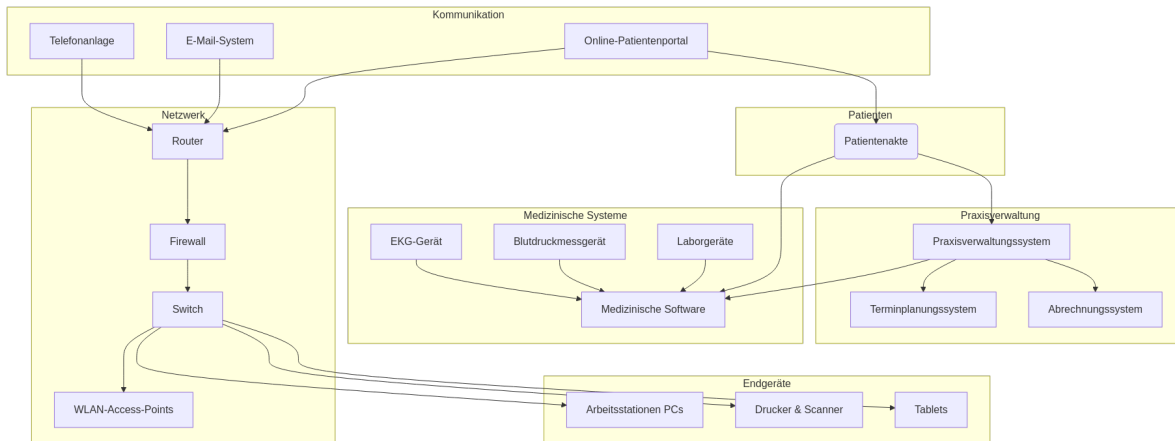 Kommunikation
Telefonanlage
E-Mail-System
Online-Patientenportal
Netzwerk
Router
Firewall
Switch
WLAN-Access-Points
Patienten
Patientenakte
Medizinische Systeme
EKG-Gerät
Blutdruckmessgerät
Laborgeräte
Medizinische Software
Praxisverwaltung
Praxisverwaltungssystem
Terminplanungssystem
Abrechnungssystem
Endgeräte
Arbeitsstationen PCs
Drucker & Scanner
Tablets